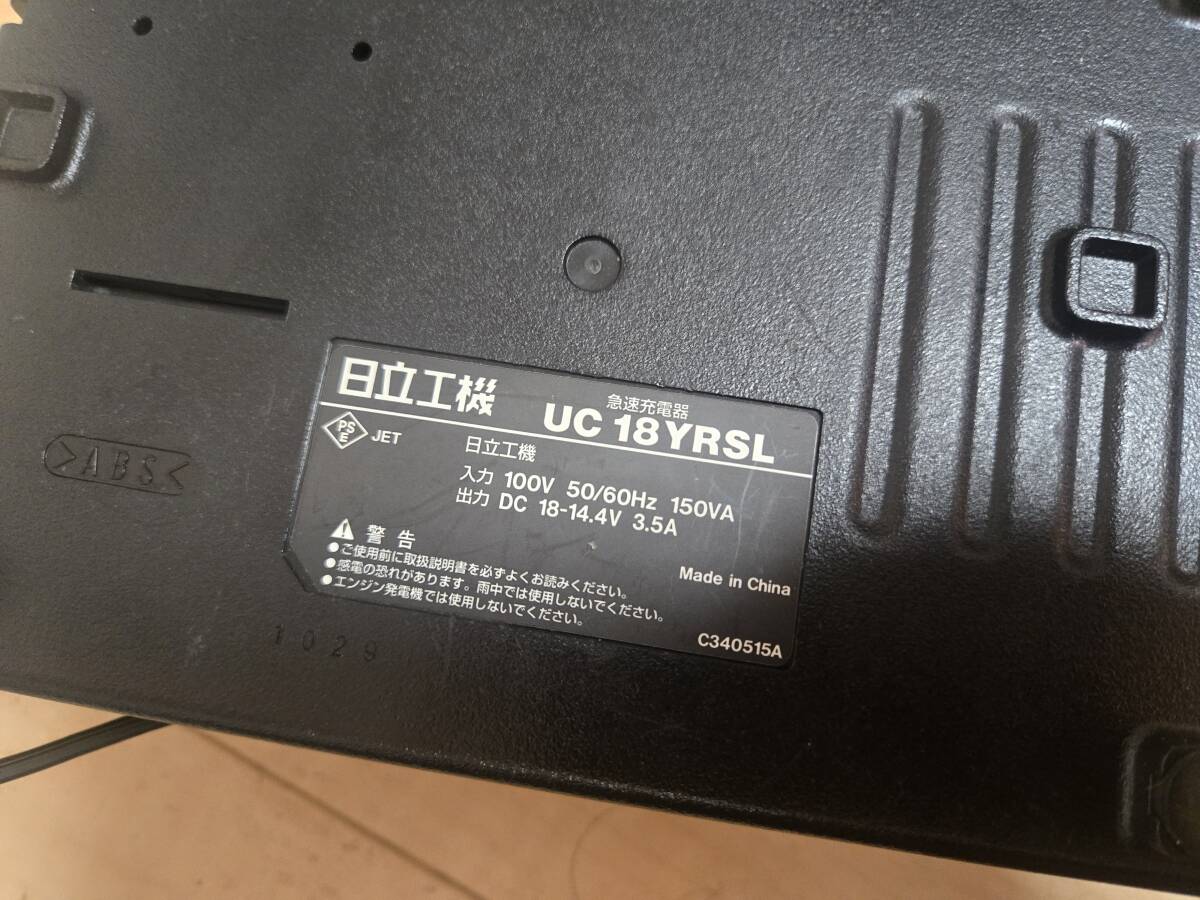 日立工機
急速充電器
UC 18YRSL
PS
E
JET
日立工機
入力 100V 50/60Hz 150VA
出力 DC 18-14.4V 3.5A
警告
●ご使用前に取扱説明書を必ずよくお読みください。
●感電の恐れがあります。雨中では使用しないでください。
●エンジン発電機では使用しないでください。
Made in China
C340515A
>ABS<
1029